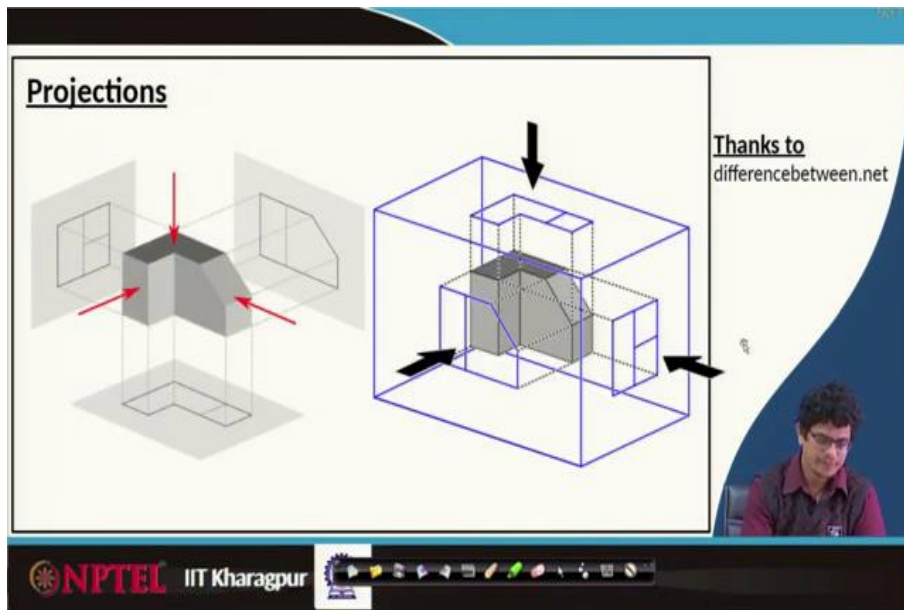 Projections
Thanks to
differencebetween.net
NPTEL IIT Kharagpur